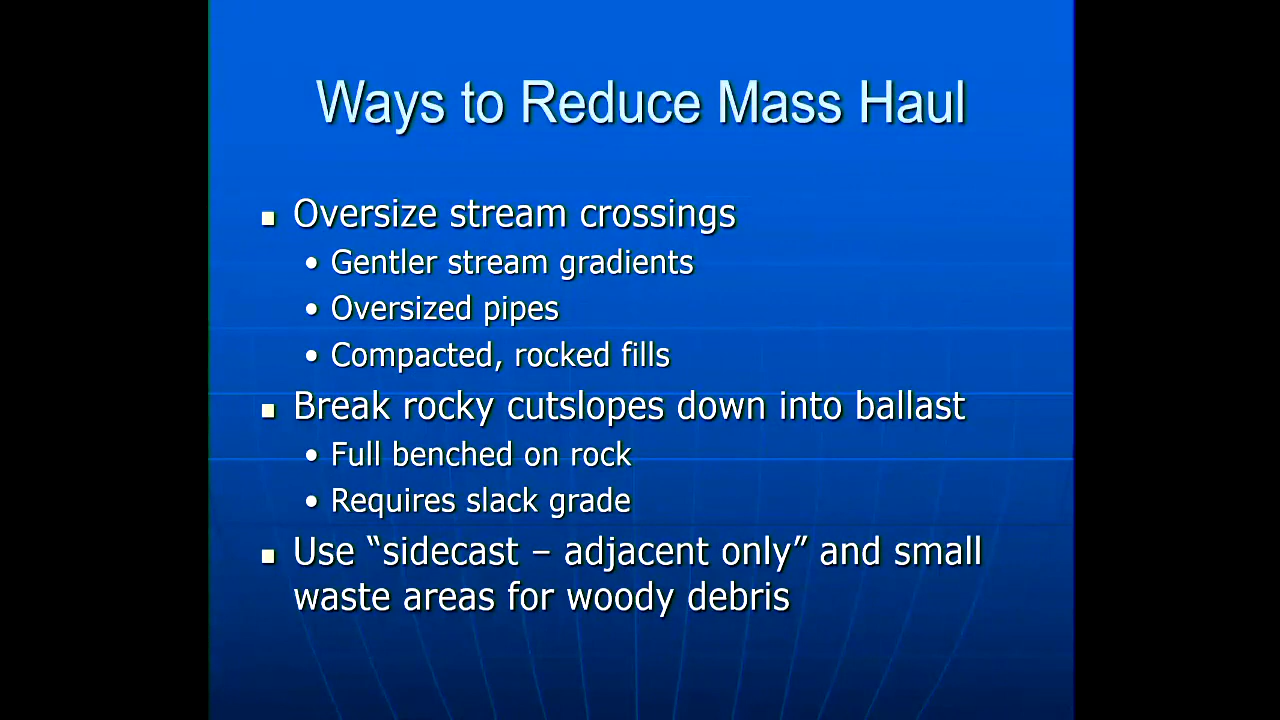 Ways to Reduce Mass Haul
▪ Oversize stream crossings
• Gentler stream gradients
• Oversized pipes
• Compacted, rocked fills
▪ Break rocky cutslopes down into ballast
• Full benched on rock
• Requires slack grade
▪ Use “sidecast – adjacent only” and small
waste areas for woody debris